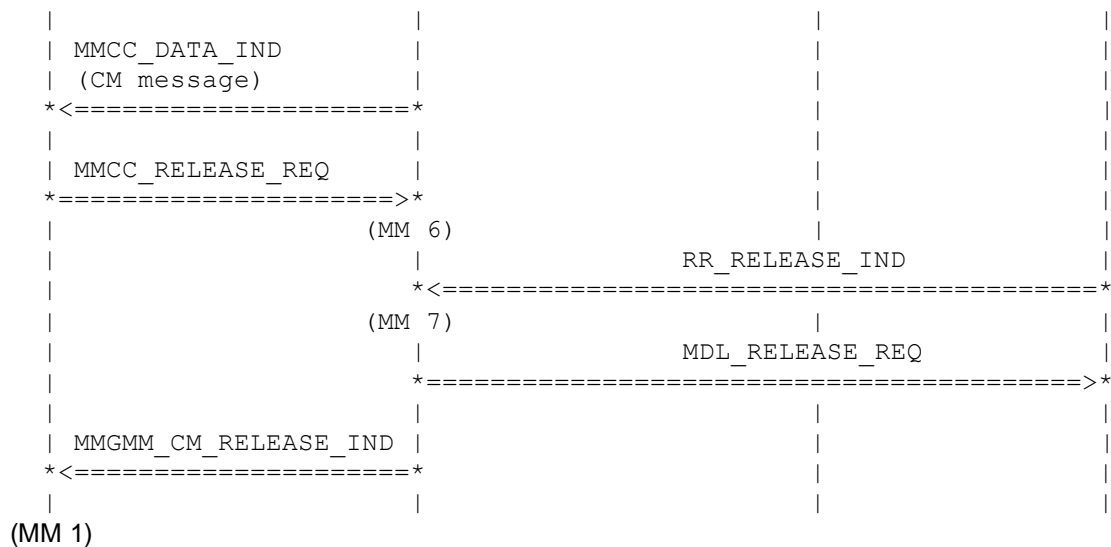 | | | |
| MMCC_DATA_IND | | |
| (CM message) | | |
*<=====================* | |
| | | |
| MMCC_RELEASE_REQ | | |
*=====================>* | |
| (MM 6) | |
| | RR_RELEASE_IND |
| *<=========================================*
| (MM 7) | |
| | MDL_RELEASE_REQ |
| *=========================================>*
| | | |
| MMGMM_CM_RELEASE_IND | | |
*<=====================* | |
| | | |
(MM 1)